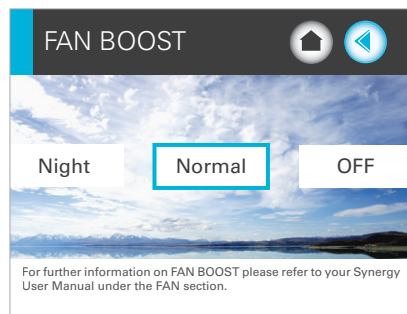 FAN BOOST
Night Normal OFF
For further information on FAN BOOST please refer to your Synergy
User Manual under the FAN section.